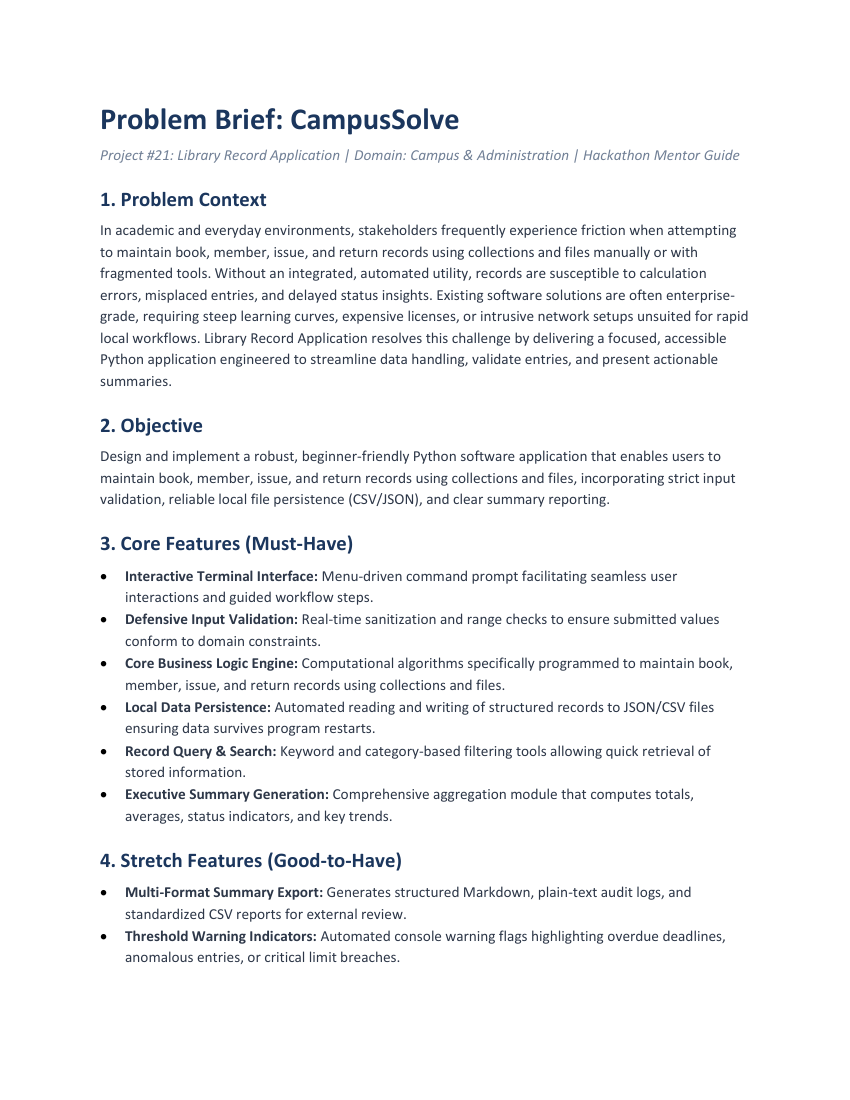 Problem Brief: CampusSolve
Project #21: Library Record Application | Domain: Campus & Administration | Hackathon Mentor Guide
1. Problem Context
In academic and everyday environments, stakeholders frequently experience friction when attempting
to maintain book, member, issue, and return records using collections and files manually or with
fragmented tools. Without an integrated, automated utility, records are susceptible to calculation
errors, misplaced entries, and delayed status insights. Existing software solutions are often enterprise-
grade, requiring steep learning curves, expensive licenses, or intrusive network setups unsuited for rapid
local workflows. Library Record Application resolves this challenge by delivering a focused, accessible
Python application engineered to streamline data handling, validate entries, and present actionable
summaries.
2. Objective
Design and implement a robust, beginner-friendly Python software application that enables users to
maintain book, member, issue, and return records using collections and files, incorporating strict input
validation, reliable local file persistence (CSV/JSON), and clear summary reporting.
3. Core Features (Must-Have)
• Interactive Terminal Interface: Menu-driven command prompt facilitating seamless user
interactions and guided workflow steps.
• Defensive Input Validation: Real-time sanitization and range checks to ensure submitted values
conform to domain constraints.
• Core Business Logic Engine: Computational algorithms specifically programmed to maintain book,
member, issue, and return records using collections and files.
• Local Data Persistence: Automated reading and writing of structured records to JSON/CSV files
ensuring data survives program restarts.
• Record Query & Search: Keyword and category-based filtering tools allowing quick retrieval of
stored information.
• Executive Summary Generation: Comprehensive aggregation module that computes totals,
averages, status indicators, and key trends.
4. Stretch Features (Good-to-Have)
• Multi-Format Summary Export: Generates structured Markdown, plain-text audit logs, and
standardized CSV reports for external review.
• Threshold Warning Indicators: Automated console warning flags highlighting overdue deadlines,
anomalous entries, or critical limit breaches.